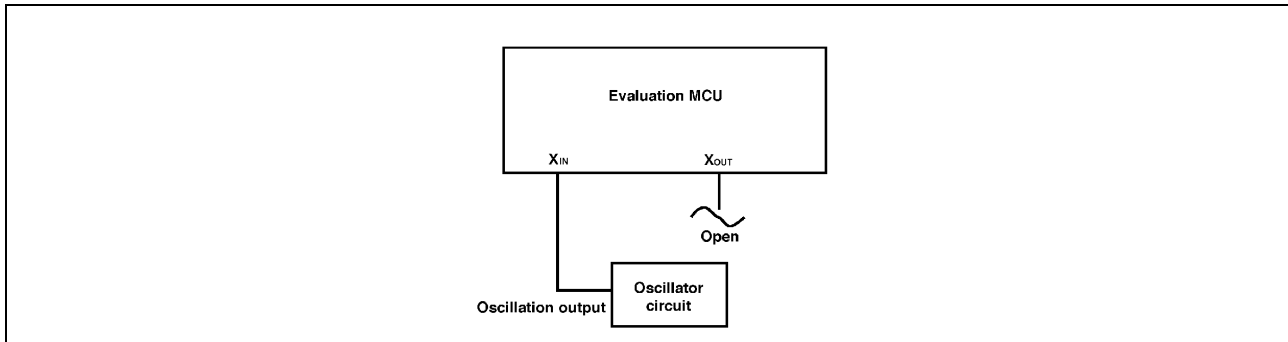 Evaluation MCU
XIN
XOUT
Open
Oscillation output
Oscillator
circuit